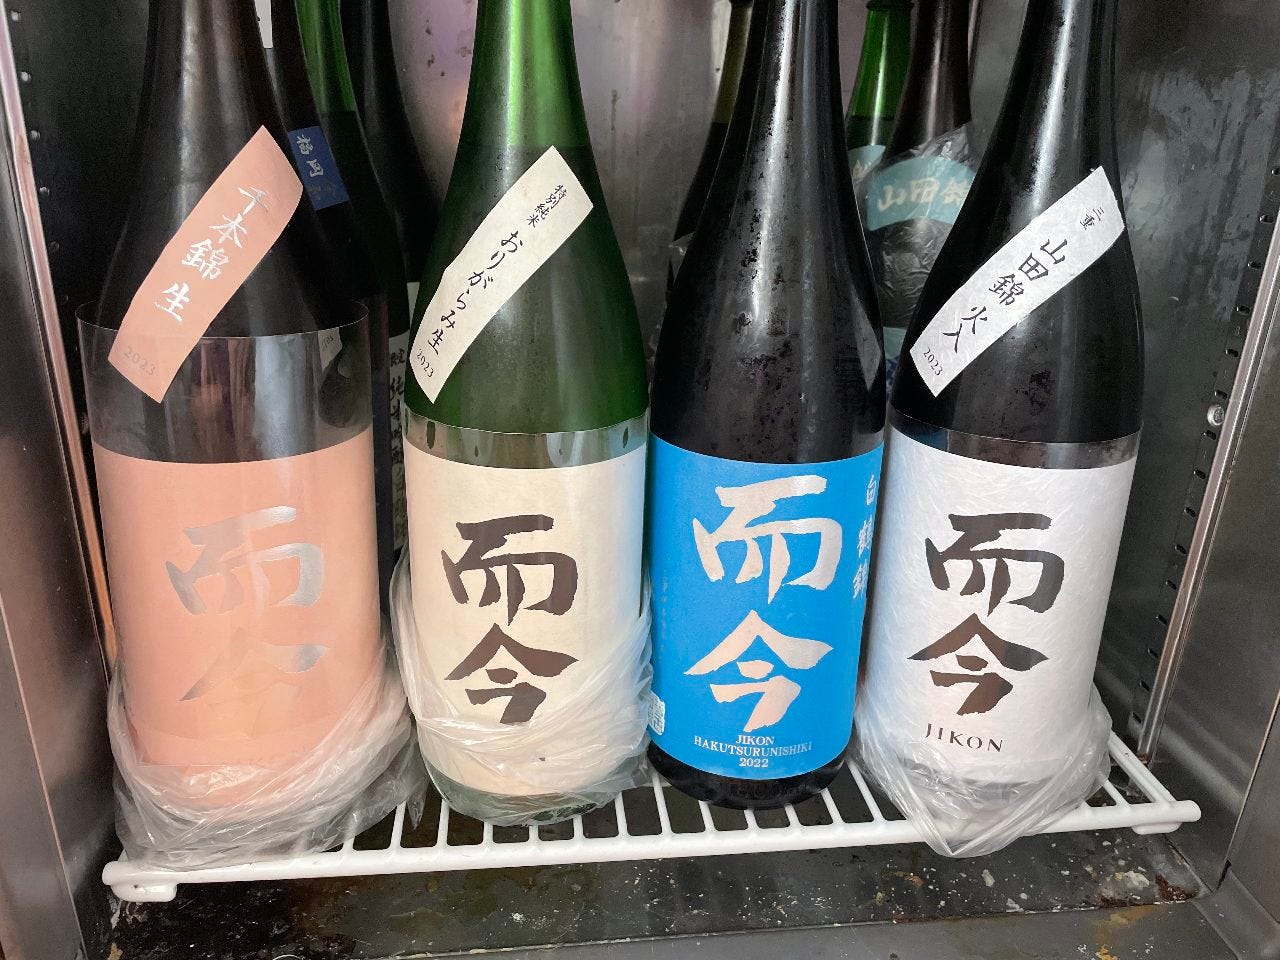 千本錦 生
2023
而今
特別純米 おりがらみ生
2023
而今
白鶴錦
而今
JIKON
HAKUTSURUNISHIKI
2022
三重 山田錦 火入
2023
而今
JIKON
福岡
山田錦